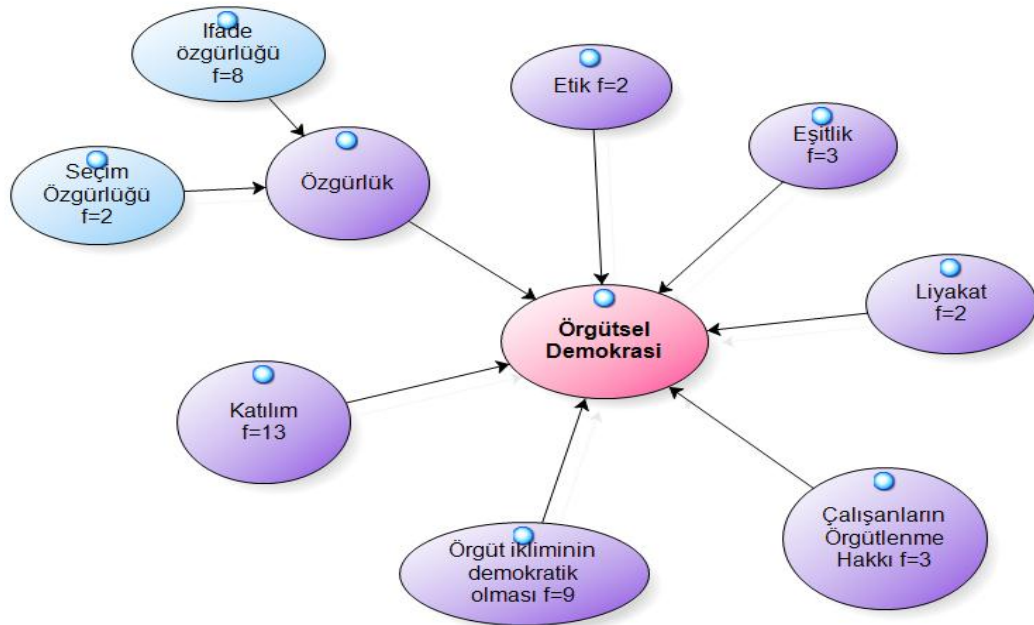 İfade
özgürlüğü
f=8
Seçim
Özgürlüğü
f=2
Özgürlük
Etik f=2
Eşitlik
f=3
Liyakat
f=2
Örgütsel
Demokrasi
Katılım
f=13
Örgüt ikliminin
demokratik
olması f=9
Çalışanların
Örgütlenme
Hakkı f=3